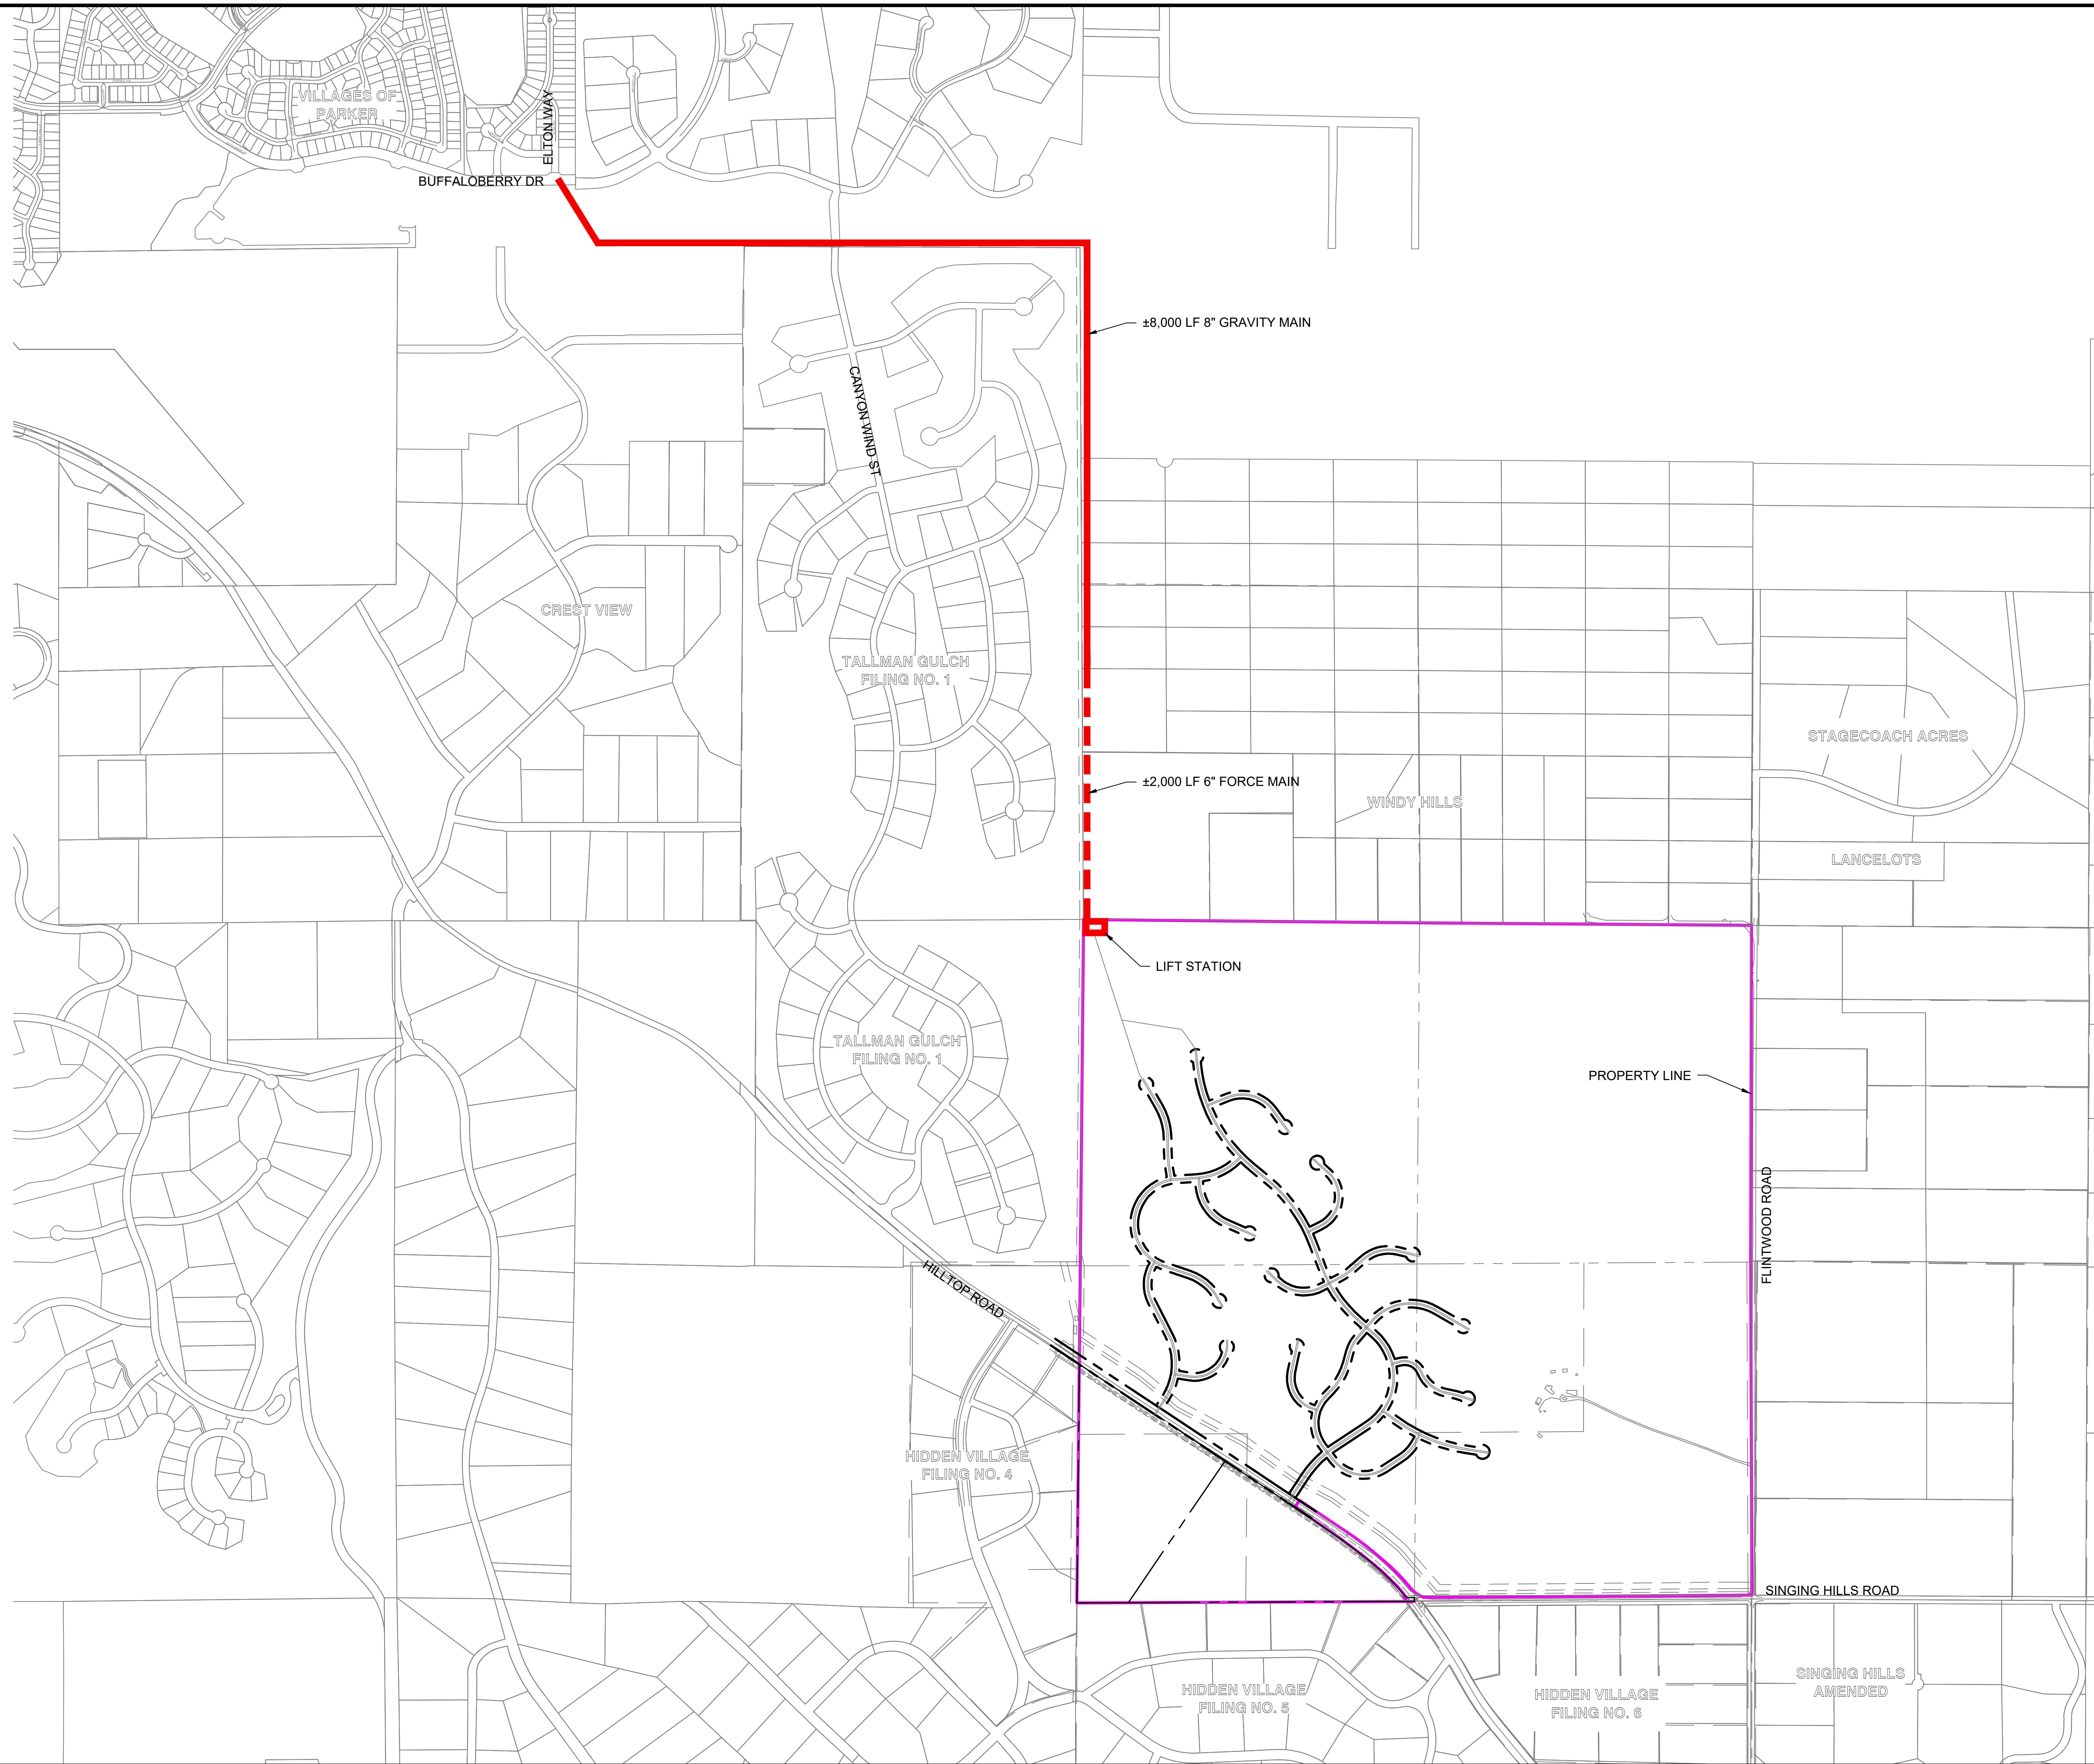 VILLAGES OF
PARKER
ELTON WAY
BUFFALOBERRY DR
±8,000 LF 8" GRAVITY MAIN
CANYON WIND ST
CREST VIEW
TALLMAN GULCH
FILING NO. 1
STAGECOACH ACRES
±2,000 LF 6" FORCE MAIN
WINDY HILLS
LANCELOTS
LIFT STATION
TALLMAN GULCH
FILING NO. 1
PROPERTY LINE
FLINTWOOD ROAD
HILLTOP ROAD
HIDDEN VILLAGE
FILING NO. 4
SINGING HILLS ROAD
SINGING HILLS
AMENDED
HIDDEN VILLAGE
FILING NO. 5
HIDDEN VILLAGE
FILING NO. 6